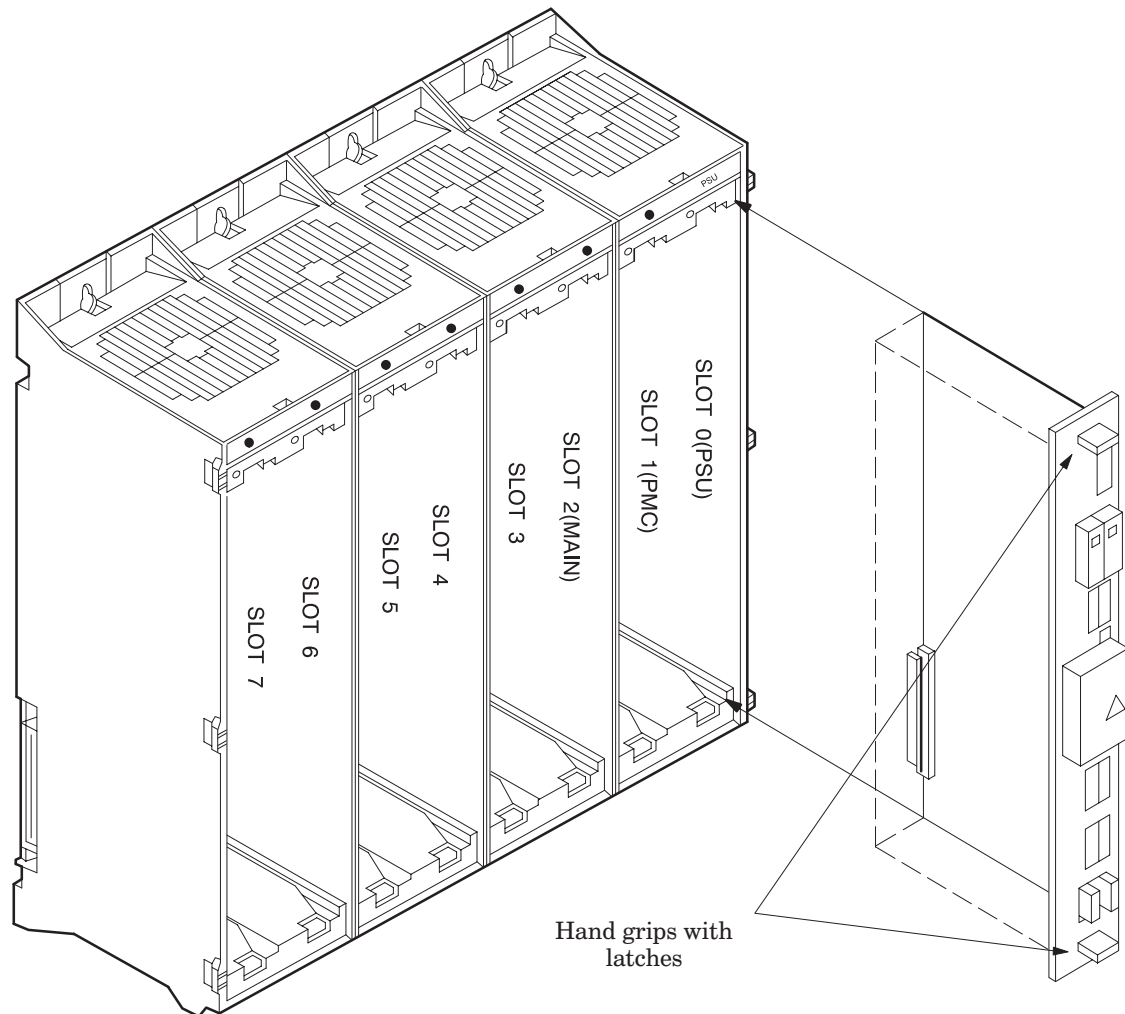 PSU
SLOT 0(PSU)
SLOT 1(PMC)
SLOT 2(MAIN)
SLOT 3
SLOT 4
SLOT 5
SLOT 6
SLOT 7
Hand grips with
latches